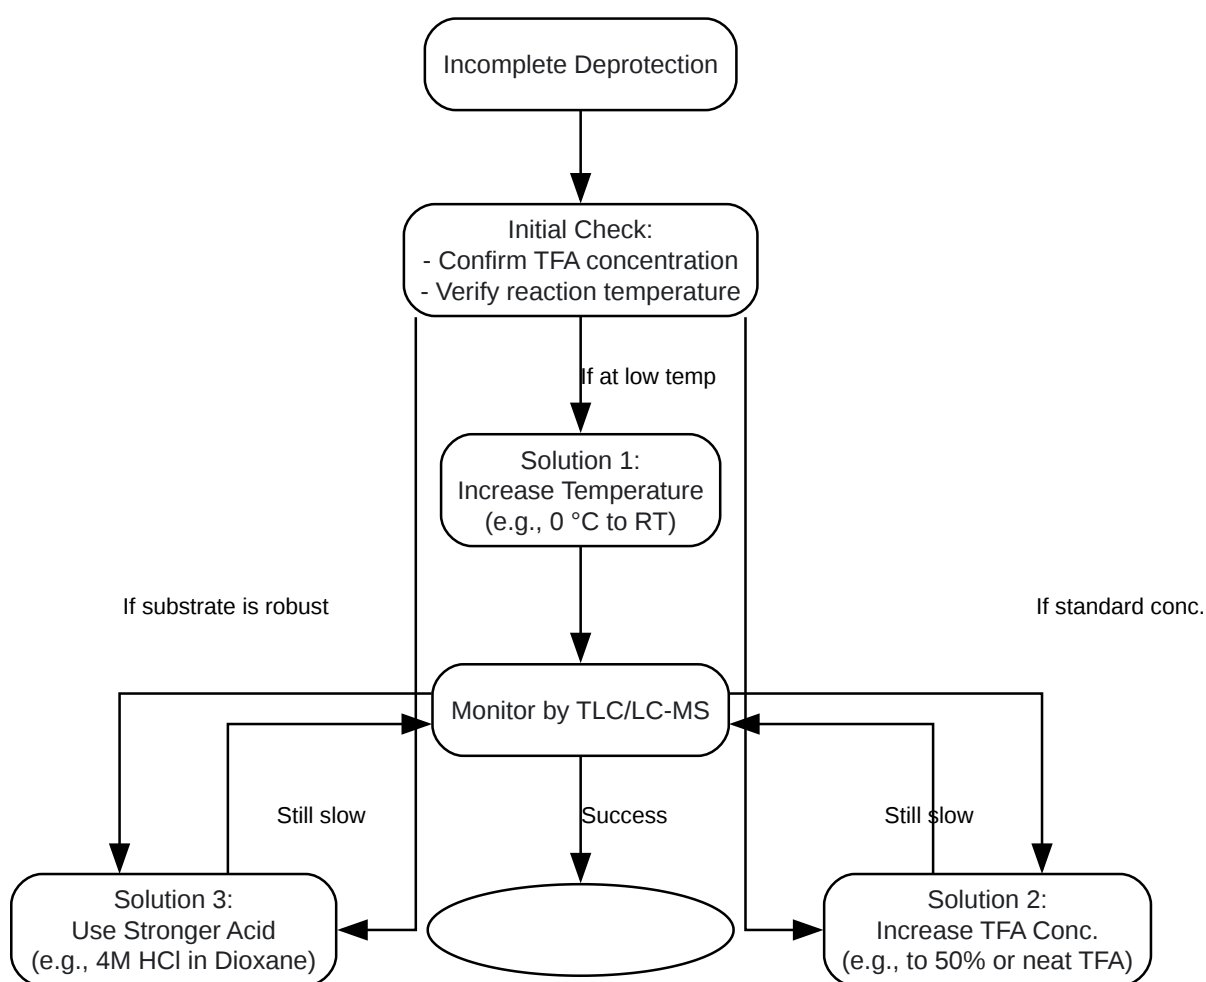 Incomplete Deprotection
Initial Check:
- Confirm TFA concentration
- Verify reaction temperature
If at low temp
Solution 1:
Increase Temperature
(e.g., 0 °C to RT)
If substrate is robust
If standard conc.
Monitor by TLC/LC-MS
Still slow
Success
Still slow
Solution 3:
Use Stronger Acid
(e.g., 4M HCl in Dioxane)
Solution 2:
Increase TFA Conc.
(e.g., to 50% or neat TFA)